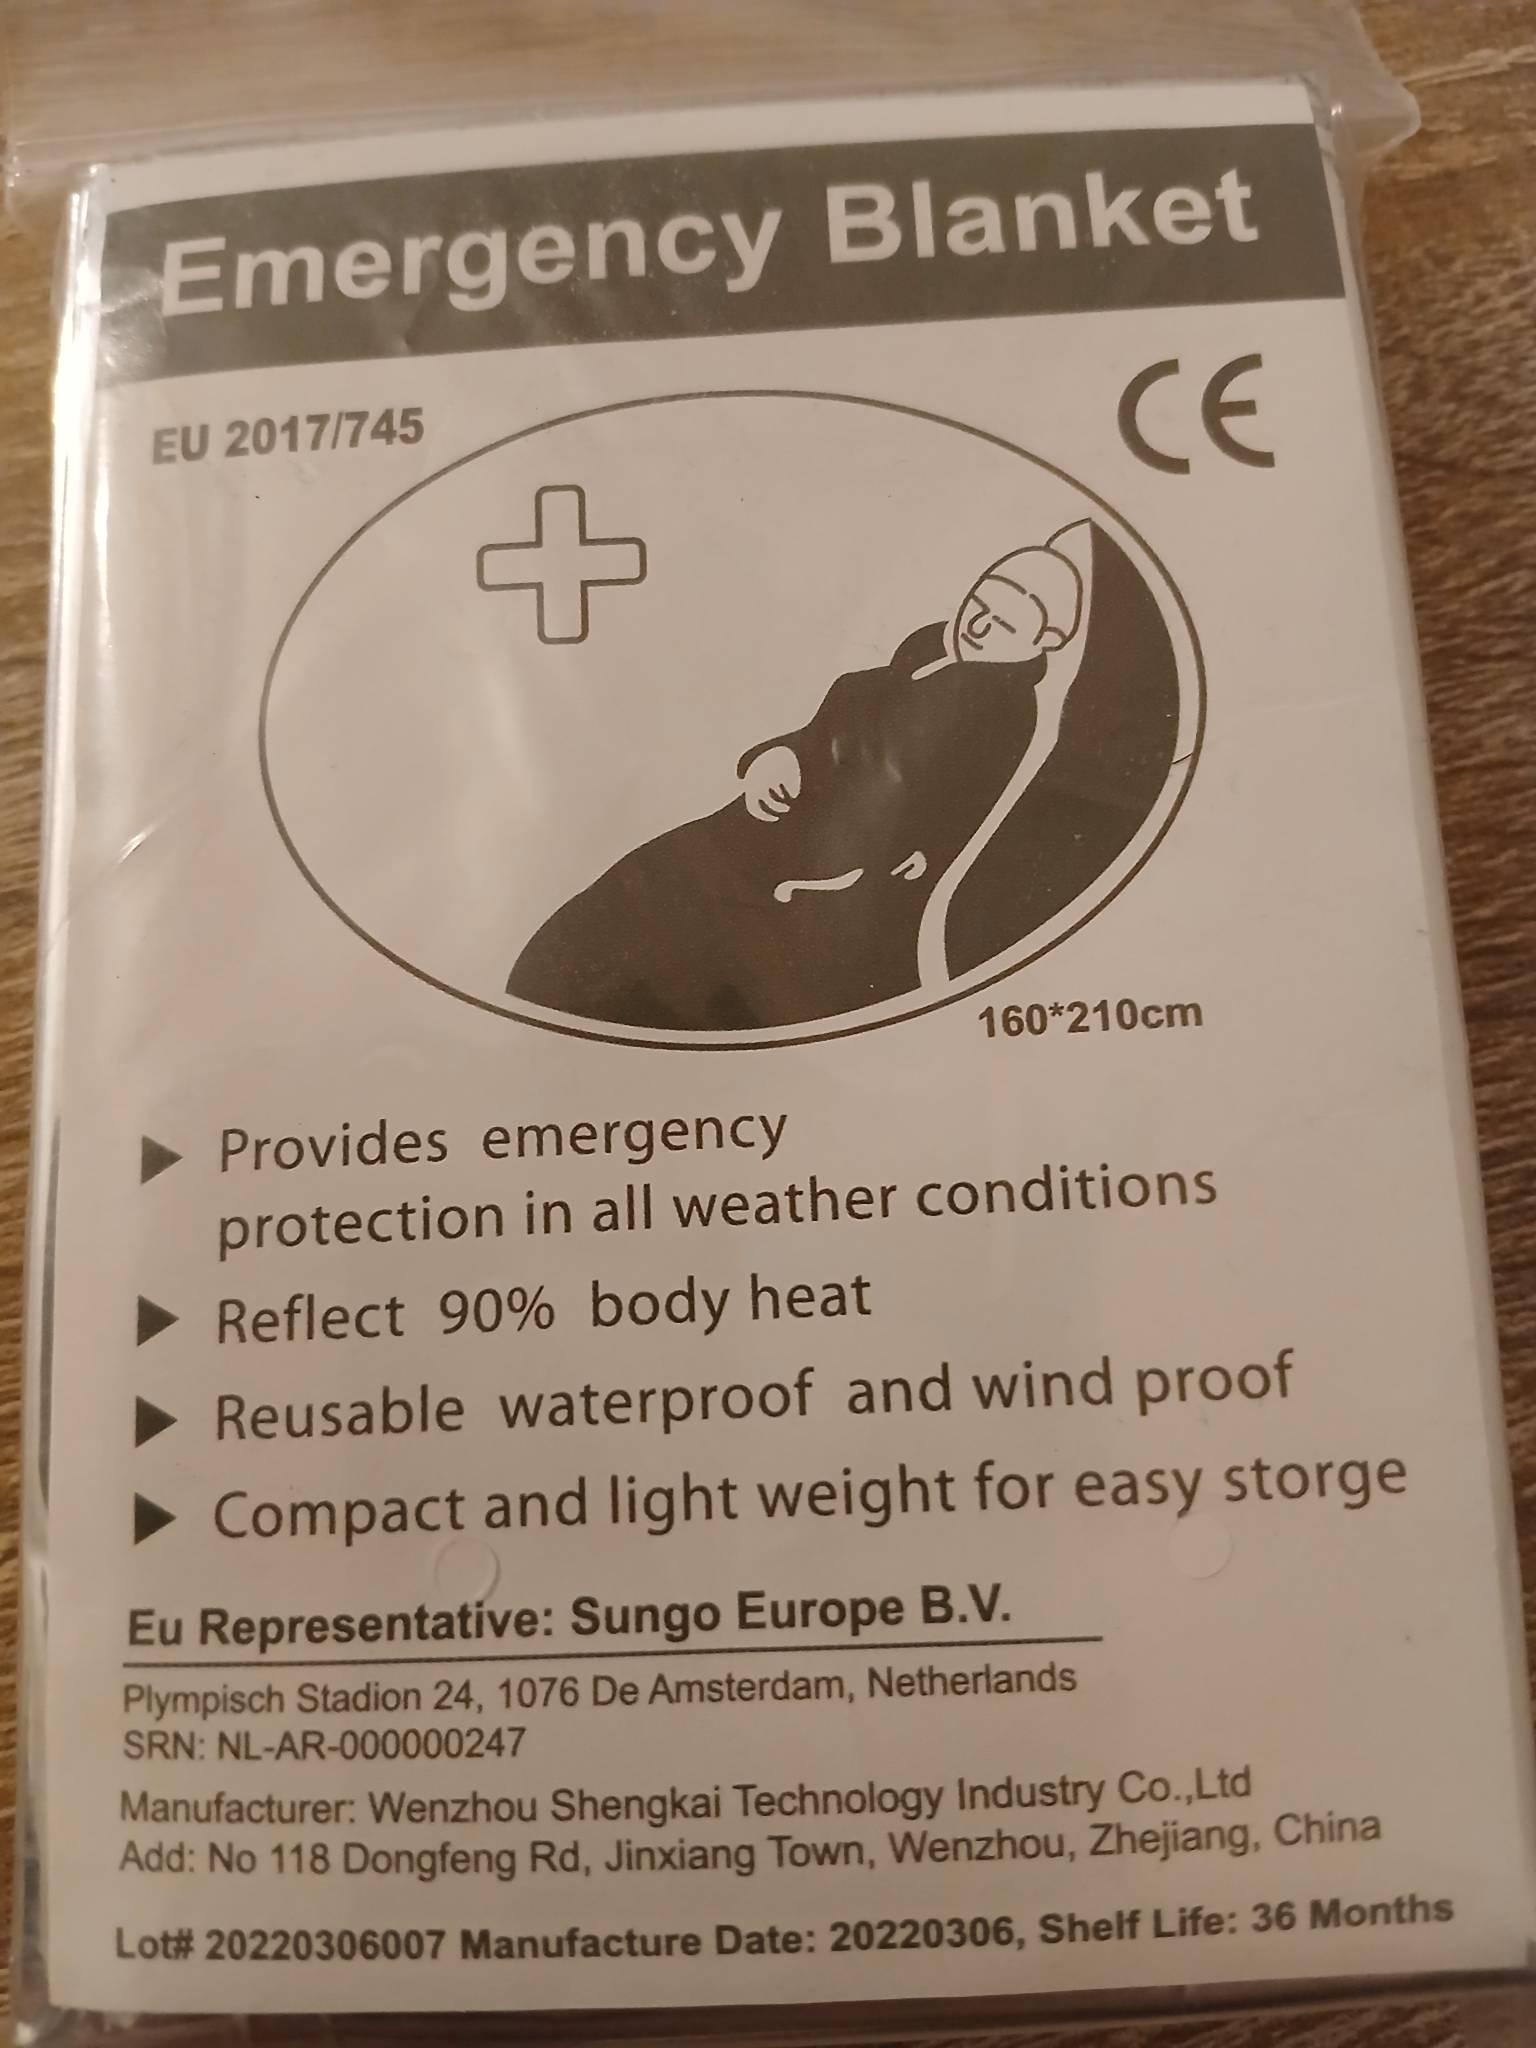 Emergency Blanket
EU 2017/745
CE
160*210cm
Provides emergency
protection in all weather conditions
Reflect 90% body heat
Reusable waterproof and wind proof
Compact and light weight for easy storge
Eu Representative: Sungo Europe B.V.
Plympisch Stadion 24, 1076 De Amsterdam, Netherlands
SRN: NL-AR-000000247
Manufacturer: Wenzhou Shengkai Technology Industry Co.,Ltd
Add: No 118 Dongfeng Rd, Jinxiang Town, Wenzhou, Zhejiang, China
Lot# 20220306007 Manufacture Date: 20220306, Shelf Life: 36 Months